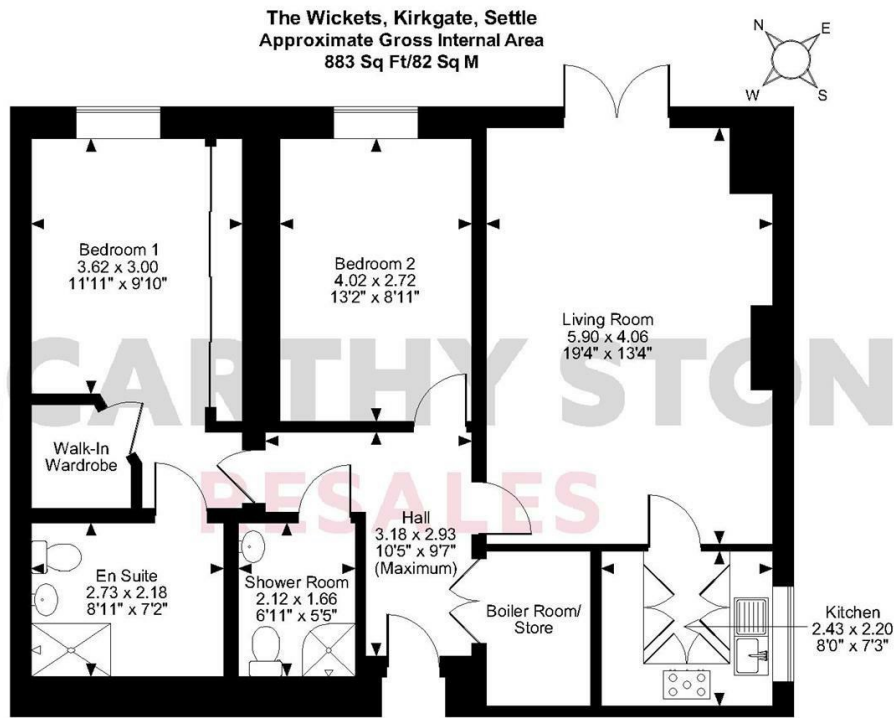 The Wickets, Kirkgate, Settle
Approximate Gross Internal Area
883 Sq Ft/82 Sq M
N
E
W
S
Bedroom 1
3.62 x 3.00
11'11" x 9'10"
Bedroom 2
4.02 x 2.72
13'2" x 8'11"
Living Room
5.90 x 4.06
19'4" x 13'4"
CARTHY STON
RESALES
Walk-In
Wardrobe
Hall
3.18 x 2.93
10'5" x 9'7"
(Maximum)
En Suite
2.73 x 2.18
8'11" x 7'2"
Shower Room
2.12 x 1.66
6'11" x 5'5"
Boiler Room/
Store
Kitchen
2.43 x 2.20
8'0" x 7'3"